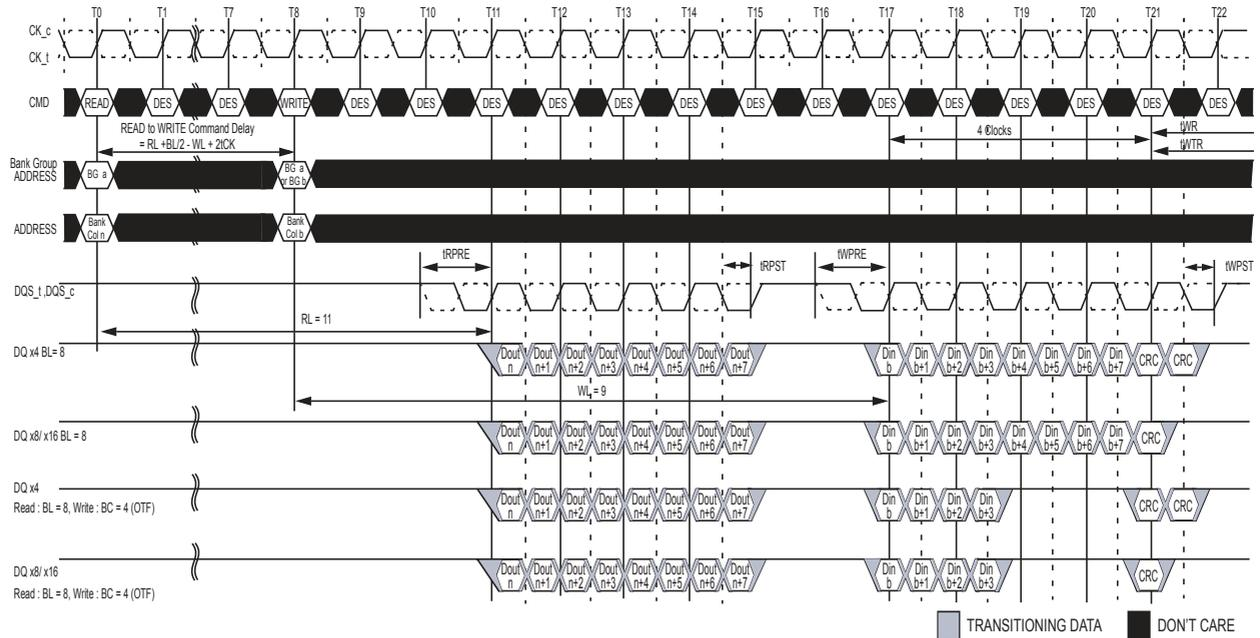 T0 T1 T7 T8 T9 T10 T11 T12 T13 T14 T15 T16 T17 T18 T19 T20 T21 T22
CK_c
CK_t
CMD READ DES DES WRITE DES DES DES DES DES DES DES DES DES DES DES DES DES DES
READ to WRITE Command Delay
= RL +BL/2 - WL + 2tCK
4 Clocks
tWR
tWTR
Bank Group
ADDRESS
BG a
BG a
or BG b
ADDRESS
Bank
Col n
Bank
Col b
tRPRE
tRPST
tWPRE
tWPST
DQS_t ,DQS_c
RL = 11
DQ x4 BL= 8
Dout Dout Dout Dout Dout Dout Dout Dout Din Din Din Din Din Din Din Din CRC CRC
n n+1 n+2 n+3 n+4 n+5 n+6 n+7 b b+1 b+2 b+3 b+4 b+5 b+6 b+7
WL = 9
DQ x8/ x16 BL = 8
Dout Dout Dout Dout Dout Dout Dout Dout Din Din Din Din Din Din Din Din CRC
n n+1 n+2 n+3 n+4 n+5 n+6 n+7 b b+1 b+2 b+3 b+4 b+5 b+6 b+7
DQ x4
Read : BL = 8, Write : BC = 4 (OTF)
Dout Dout Dout Dout Dout Dout Dout Dout Din Din Din Din CRC CRC
n n+1 n+2 n+3 n+4 n+5 n+6 n+7 b b+1 b+2 b+3
DQ x8/ x16
Read : BL = 8, Write : BC = 4 (OTF)
Dout Dout Dout Dout Dout Dout Dout Dout Din Din Din Din CRC
n n+1 n+2 n+3 n+4 n+5 n+6 n+7 b b+1 b+2 b+3
TRANSITIONING DATA
DON'T CARE